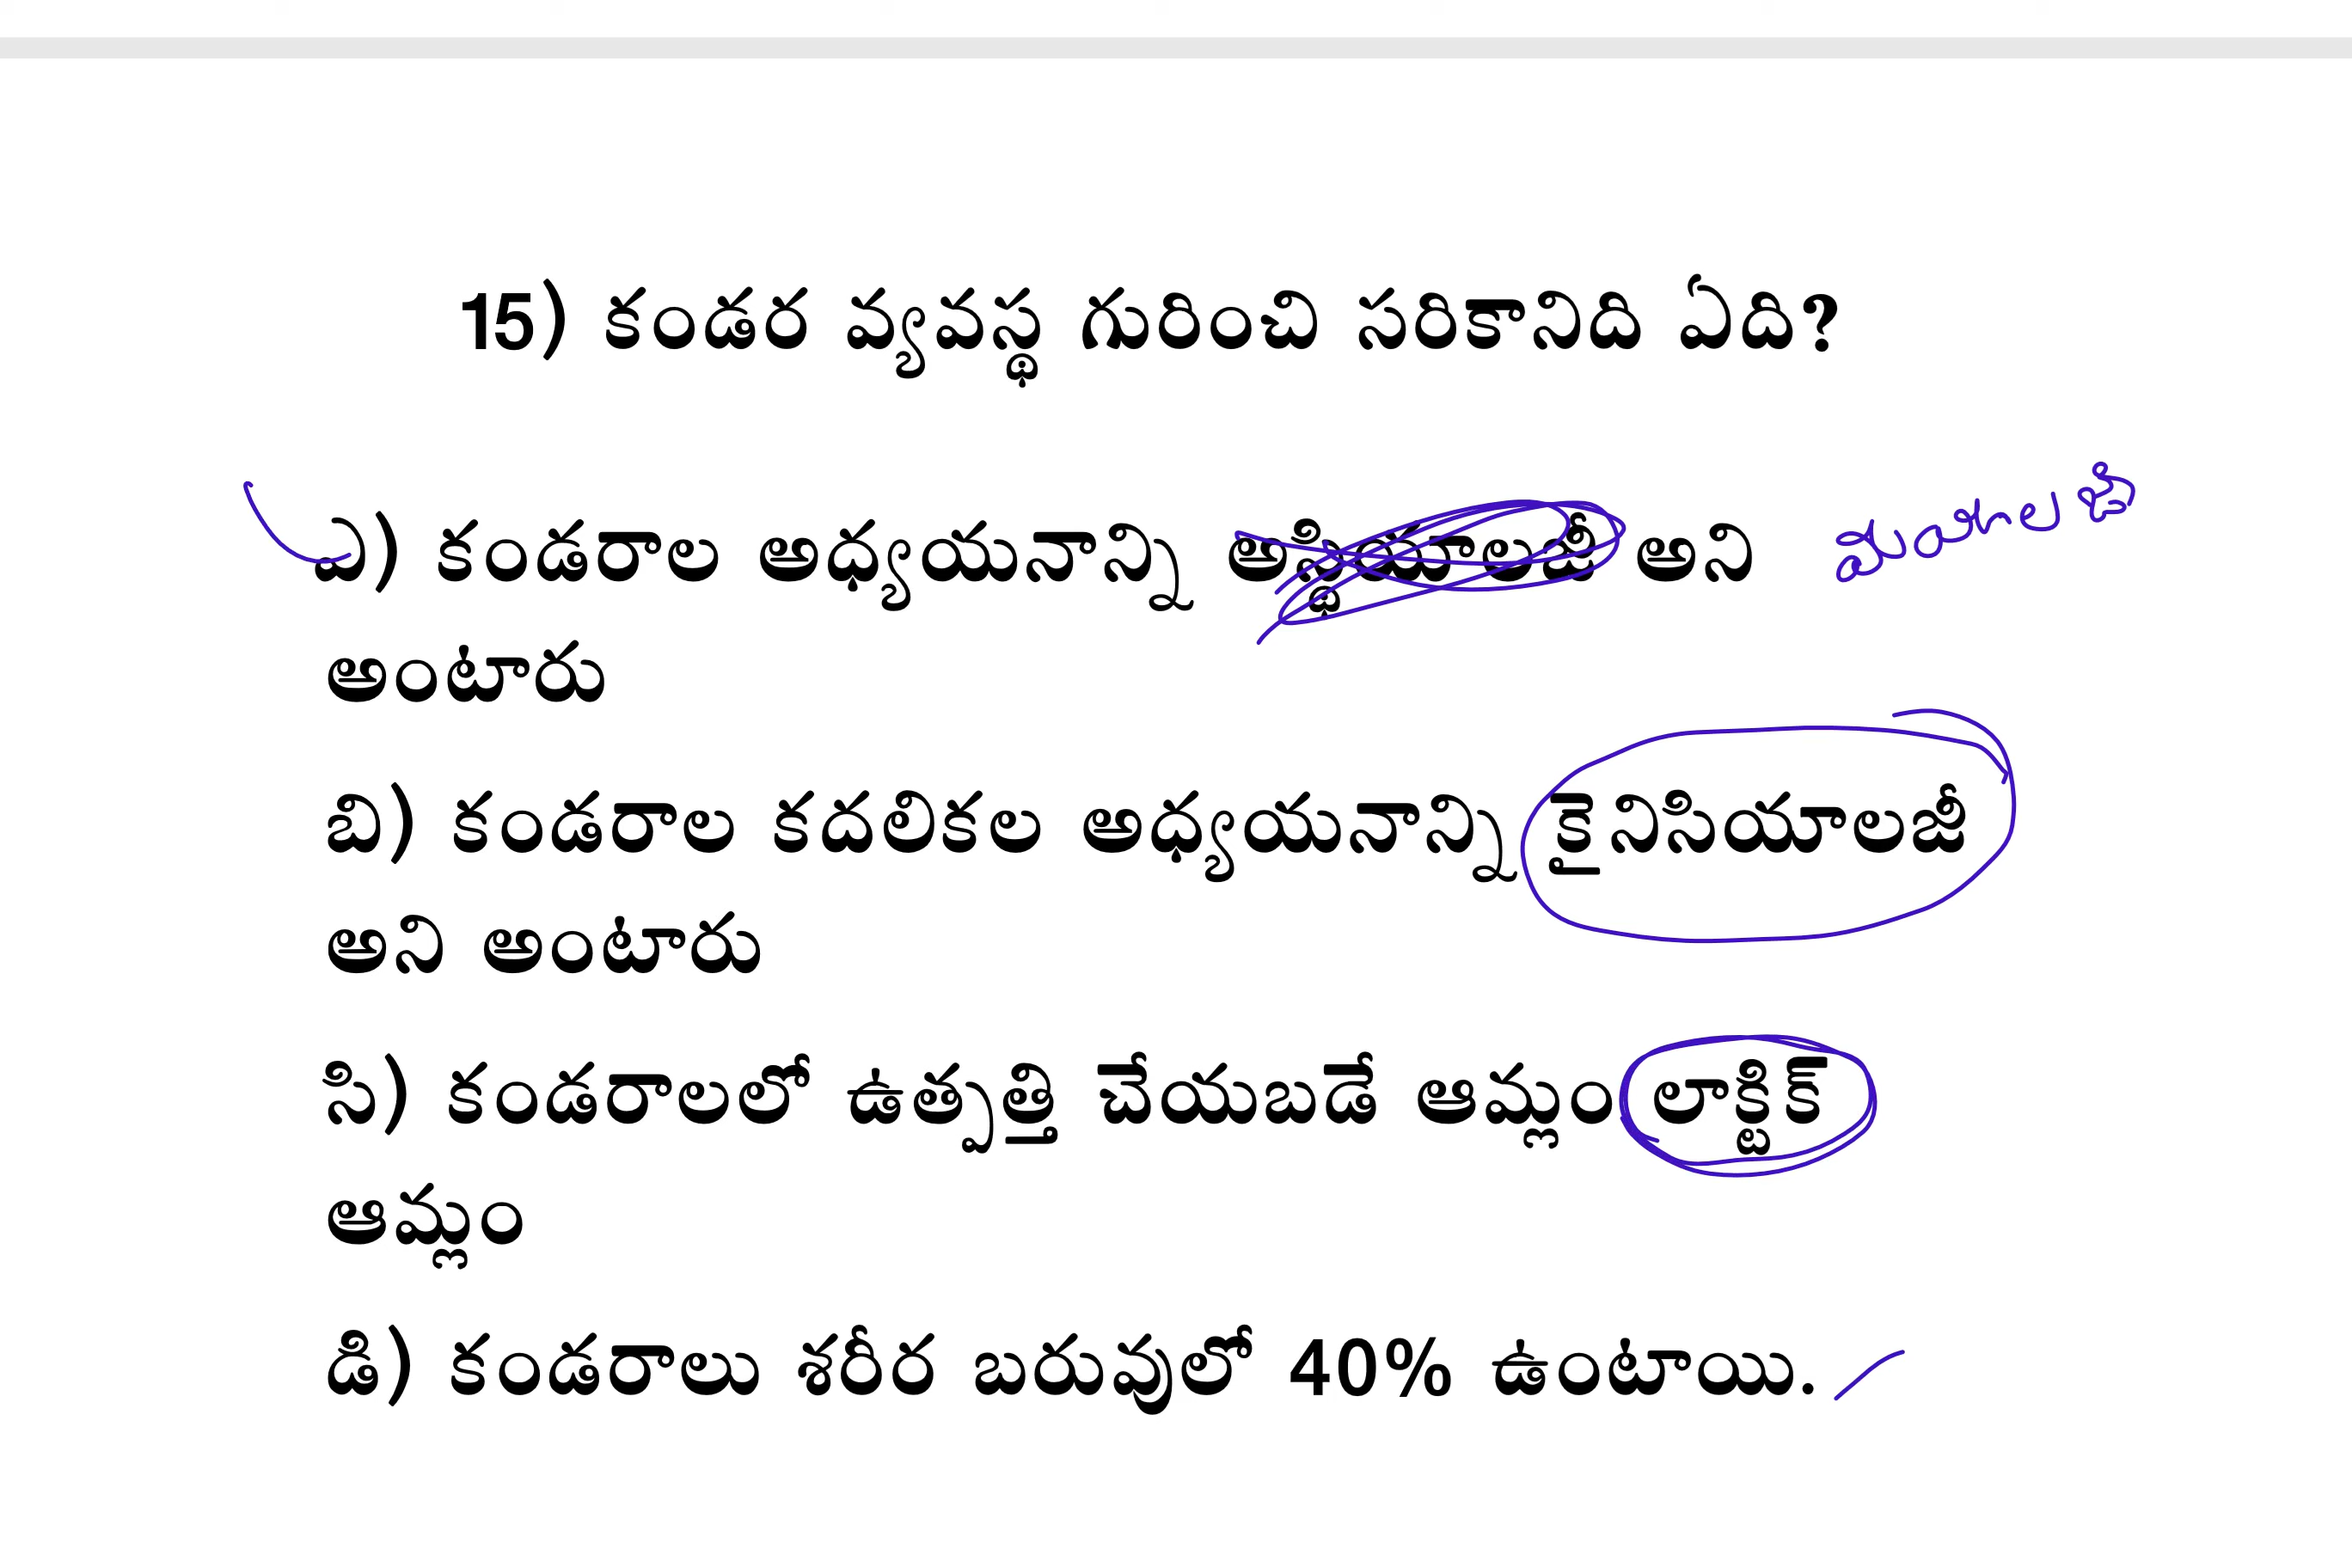 15) కండర వ్యవస్థ గురించి సరికానిది ఏది?
ఎ) కండరాల అధ్యయనాన్ని ఆస్టియాలజీ అని
అంటారు
బి) కండరాల కదలికల అధ్యయనాన్ని కైనిసియాలజీ
అని అంటారు
సి) కండరాలలో ఉత్పత్తి చేయబడే ఆమ్లం లాక్టిక్
ఆమ్లం
డి) కండరాలు శరీర బరువులో 40% ఉంటాయి.